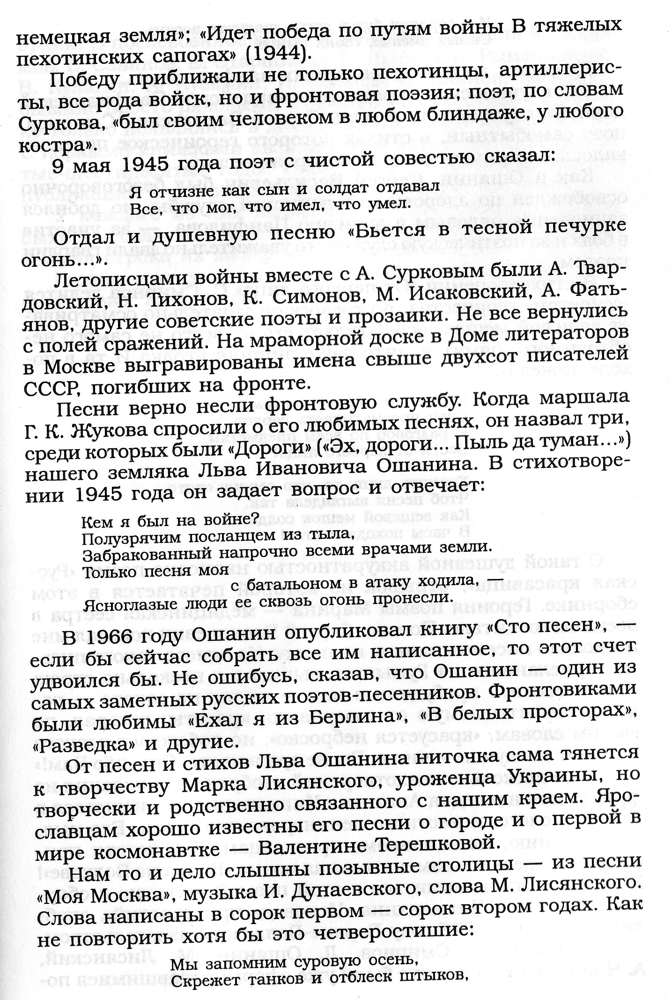 немецкая земля»; «Идет победа по путям войны В тяжелых
пехотинских сапогах» (1944).
Победу приближали не только пехотинцы, артиллерис-
ты, все рода войск, но и фронтовая поэзия; поэт, по словам
Суркова, «был своим человеком в любом блиндаже, у любого
костра».
9 мая 1945 года поэт с чистой совестью сказал:
Я отчизне как сын и солдат отдавал
Все, что мог, что имел, что умел.
Отдал и душевную песню «Бьется в тесной печурке
огонь...».
Летописцами войны вместе с А. Сурковым были А. Твар-
довский, Н. Тихонов, К. Симонов, М. Исаковский, А. Фать-
янов, другие советские поэты и прозаики. Не все вернулись
с полей сражений. На мраморной доске в Доме литераторов
в Москве выгравированы имена свыше двухсот писателей
СССР, погибших на фронте.
Песни верно несли фронтовую службу. Когда маршала
Г. К. Жукова спросили о его любимых песнях, он назвал три,
среди которых были «Дороги» («Эх, дороги... Пыль да туман...»)
нашего земляка Льва Ивановича Ошанина. В стихотворе-
нии 1945 года он задает вопрос и отвечает:
Кем я был на войне?
Полузрячим посланцем из тыла,
Забракованный напрочно всеми врачами земли.
Только песня моя
с батальоном в атаку ходила, —
Ясноглазые люди ее сквозь огонь пронесли.
В 1966 году Ошанин опубликовал книгу «Сто песен», —
если бы сейчас собрать все им написанное, то этот счет
удвоился бы. Не ошибусь, сказав, что Ошанин — один из
самых заметных русских поэтов-песенников. Фронтовиками
были любимы «Ехал я из Берлина», «В белых просторах»,
«Разведка» и другие.
От песен и стихов Льва Ошанина ниточка сама тянется
к творчеству Марка Лисянского, уроженца Украины, но
творчески и родственно связанного с нашим краем. Яро-
славцам хорошо известны его песни о городе и о первой в
мире космонавтке — Валентине Терешковой.
Нам то и дело слышны позывные столицы — из песни
«Моя Москва», музыка И. Дунаевского, слова М. Лисянского.
Слова написаны в сорок первом — сорок втором годах. Как
не повторить хотя бы это четверостишие:
Мы запомним суровую осень,
Скрежет танков и отблеск штыков,